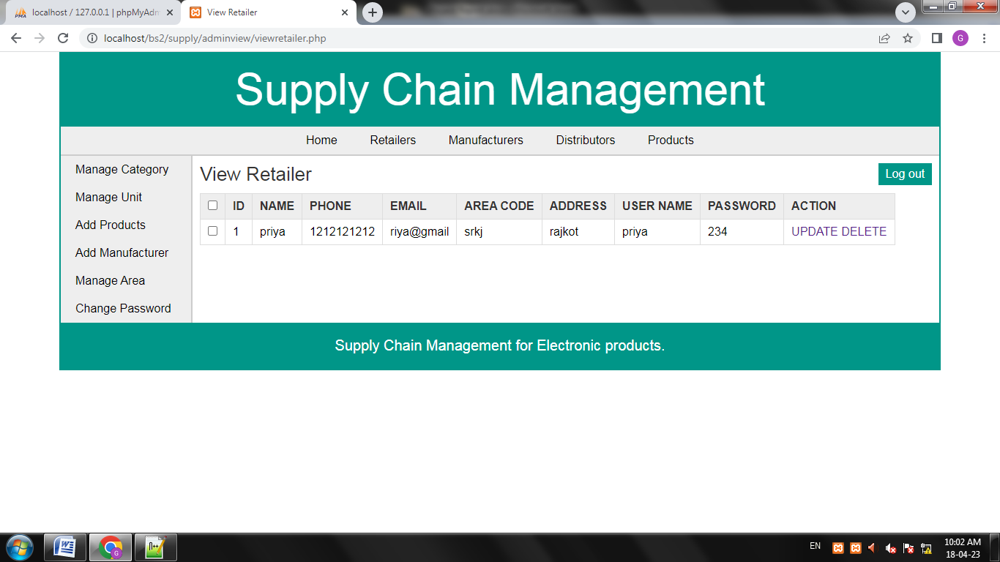 localhost / 127.0.0.1 | phpMyAdm
View Retailer
localhost/bs2/supply/adminview/viewretailer.php
G
Supply Chain Management
Home Retailers Manufacturers Distributors Products
Manage Category
Manage Unit
Add Products
Add Manufacturer
Manage Area
Change Password
View Retailer
Log out
ID NAME PHONE EMAIL AREA CODE ADDRESS USER NAME PASSWORD ACTION
1 priya 1212121212 riya@gmail srkj rajkot priya 234 UPDATE DELETE
Supply Chain Management for Electronic products.
EN
10:02 AM
18-04-23